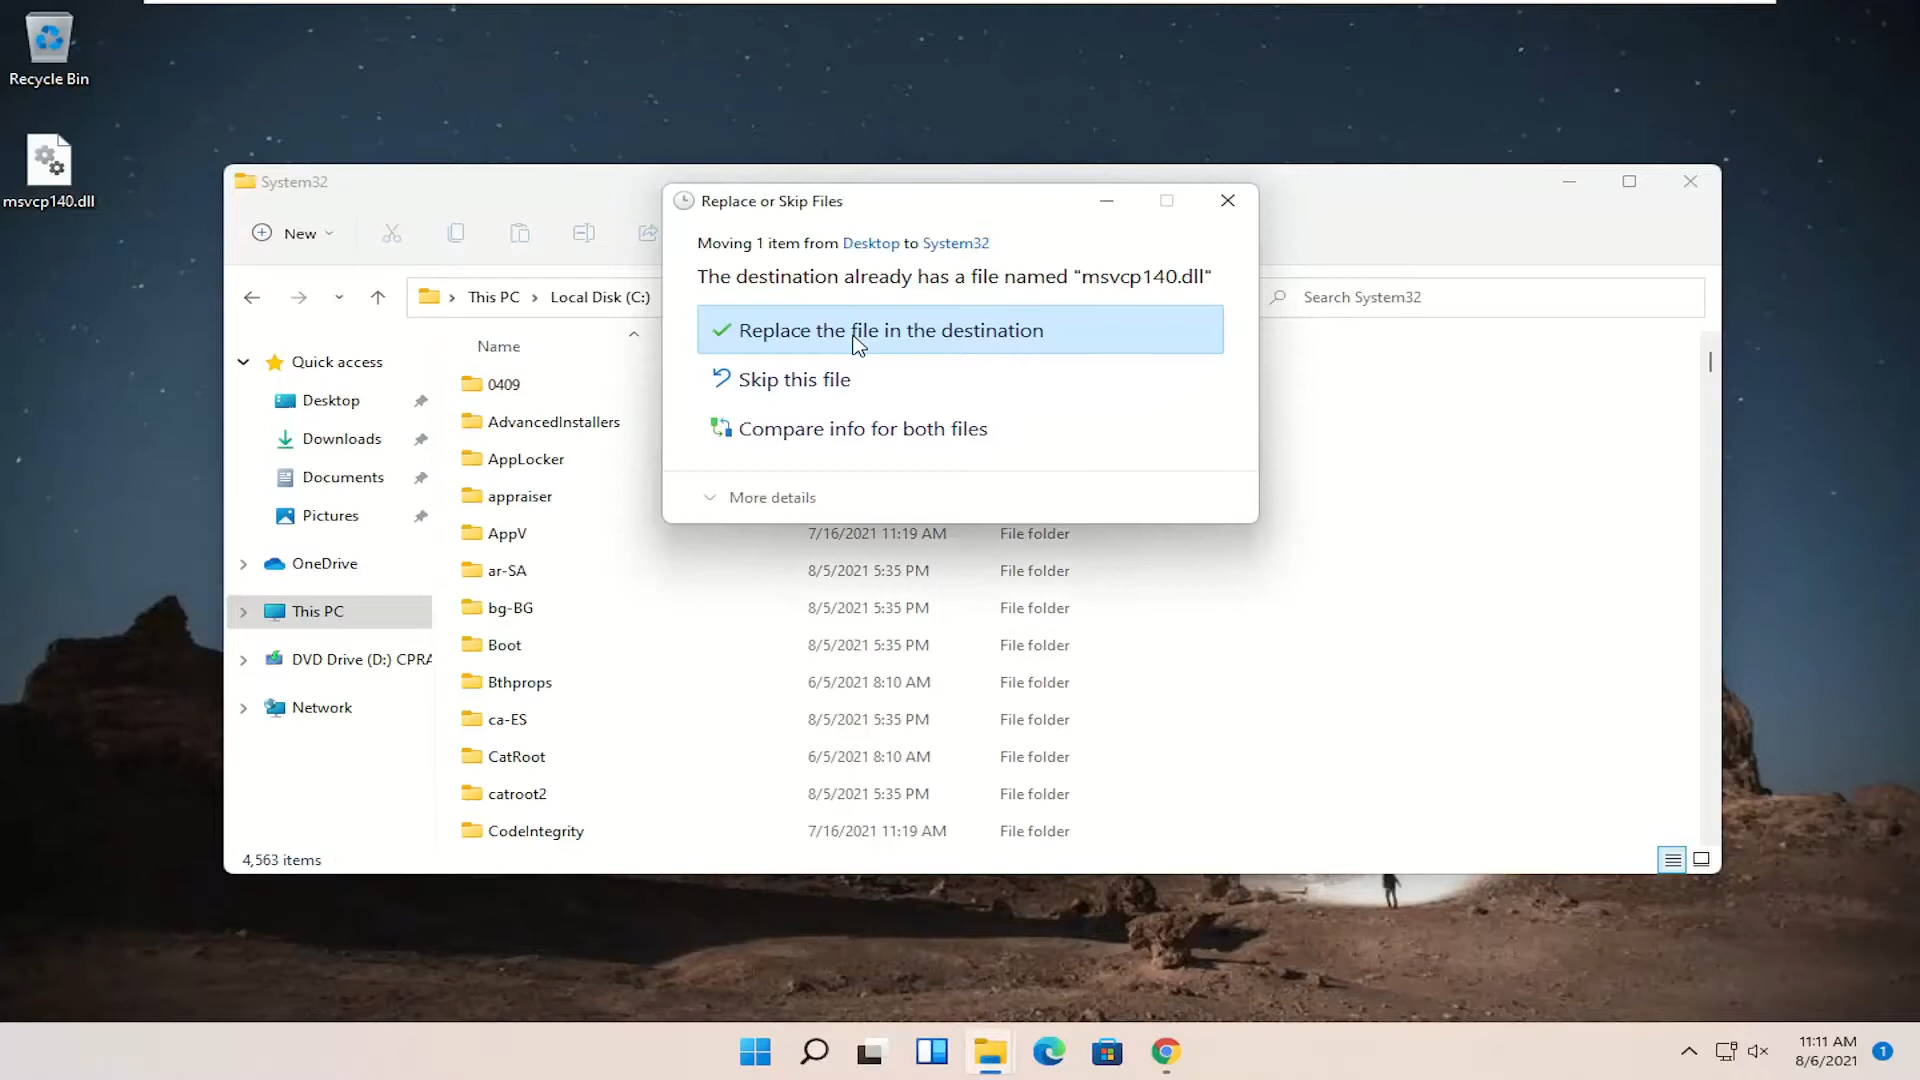 Recycle Bin
msvcp140.dll
System32
New
Replace or Skip Files
Moving 1 item from Desktop to System32
The destination already has a file named "msvcp140.dll"
Replace the file in the destination
Skip this file
Compare info for both files
More details
This PC
Local Disk (C:)
Search System32
Quick access
Desktop
Downloads
Documents
Pictures
OneDrive
This PC
DVD Drive (D:) CPRA
Network
Name
0409
AdvancedInstallers
AppLocker
appraiser
AppV 7/16/2021 11:19 AM File folder
ar-SA 8/5/2021 5:35 PM File folder
bg-BG 8/5/2021 5:35 PM File folder
Boot 8/5/2021 5:35 PM File folder
Bthprops 6/5/2021 8:10 AM File folder
ca-ES 8/5/2021 5:35 PM File folder
CatRoot 6/5/2021 8:10 AM File folder
catroot2 8/5/2021 5:35 PM File folder
CodeIntegrity 7/16/2021 11:19 AM File folder
4,563 items
11:11 AM
8/6/2021
1